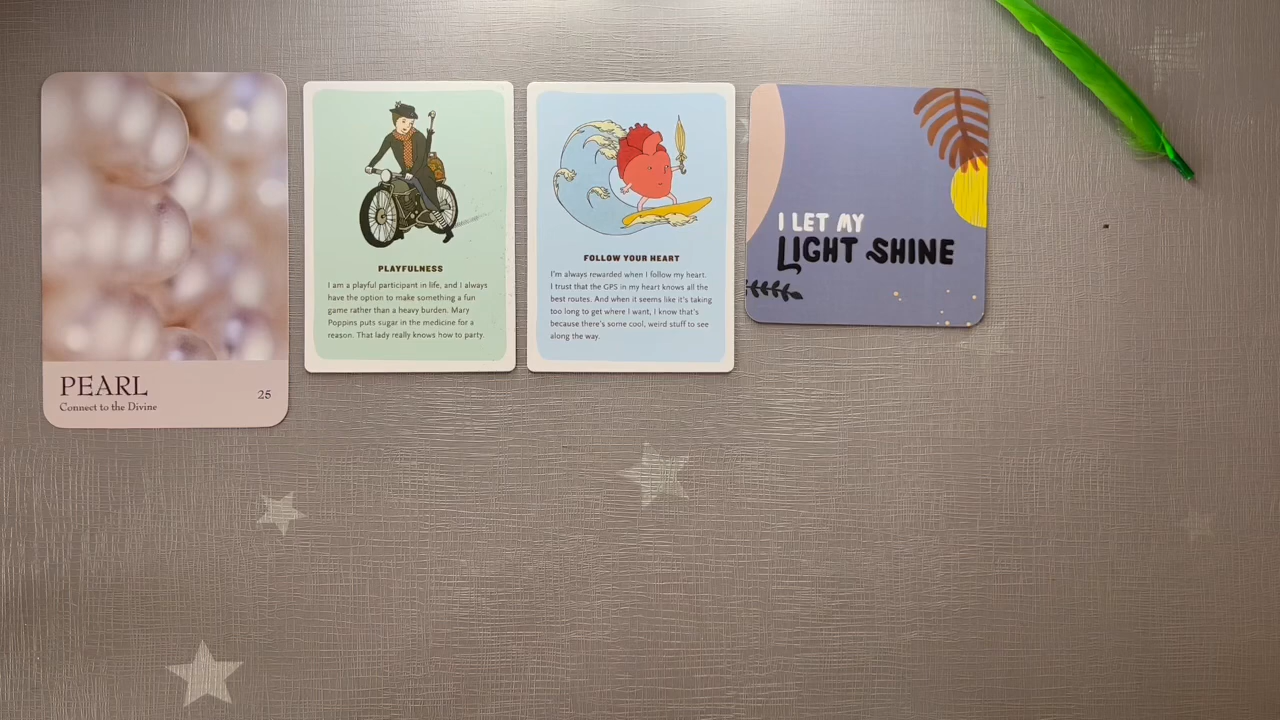 PEARL
Connect to the Divine
25
PLAYFULNESS
I am a playful participant in life, and I always
have the option to make something a fun
game rather than a heavy burden. Mary
Poppins puts sugar in the medicine for a
reason. That lady really knows how to party.
FOLLOW YOUR HEART
I'm always rewarded when I follow my heart.
I trust that the GPS in my heart knows all the
best routes. And when it seems like it's taking
too long to get where I want, I know that's
because there's some cool, weird stuff to see
along the way.
I LET MY
LIGHT SHINE